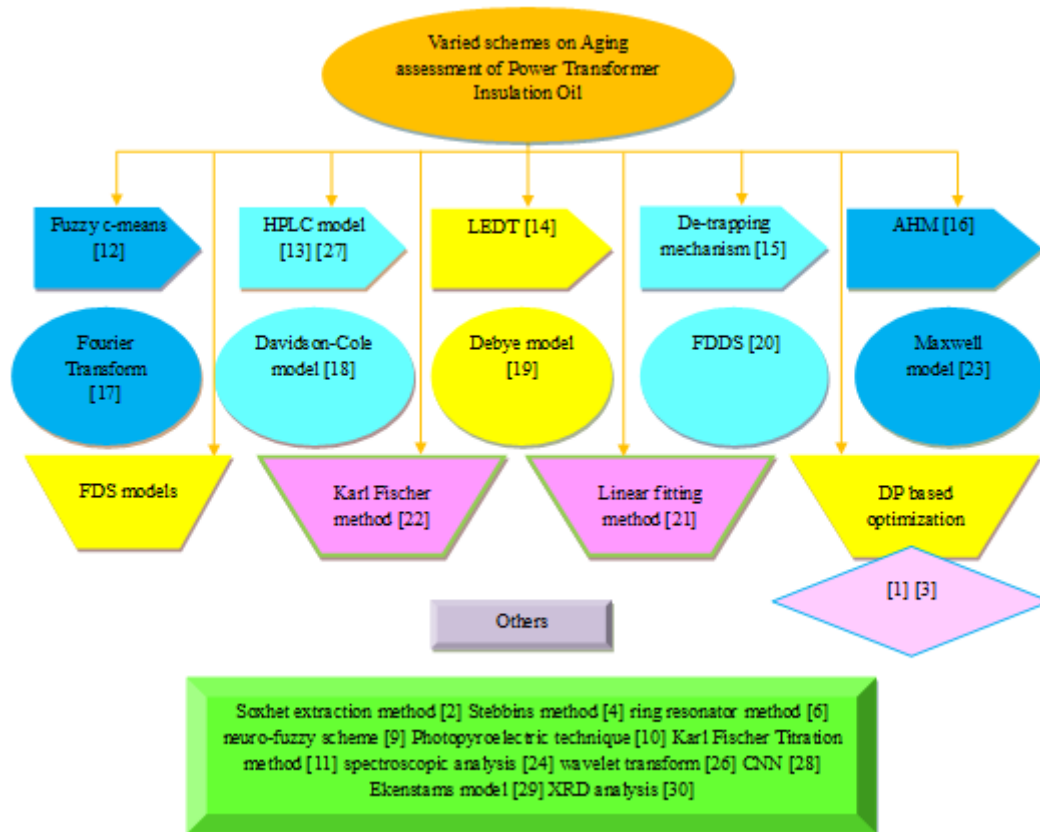 Varied schemes on Aging
assessment of Power Transformer
Insulation Oil
Fuzzy c-means
[12]
HPLC model
[13] [27]
LEDT [14]
De-trapping
mechanism [15]
AHM [16]
Fourier
Transform
[17]
Davidson-Cole
model [18]
Debye model
[19]
FDDS [20]
Maxwell
model [23]
FDS models
Karl Fischer
method [22]
Linear fitting
method [21]
DP based
optimization
[1] [3]
Others
Soxhet extraction method [2] Stebbins method [4] ring resonator method [6]
neuro-fuzzy scheme [9] Photopyroelectric technique [10] Karl Fischer Titration
method [11] spectroscopic analysis [24] wavelet transform [26] CNN [28]
Ekenstams model [29] XRD analysis [30]